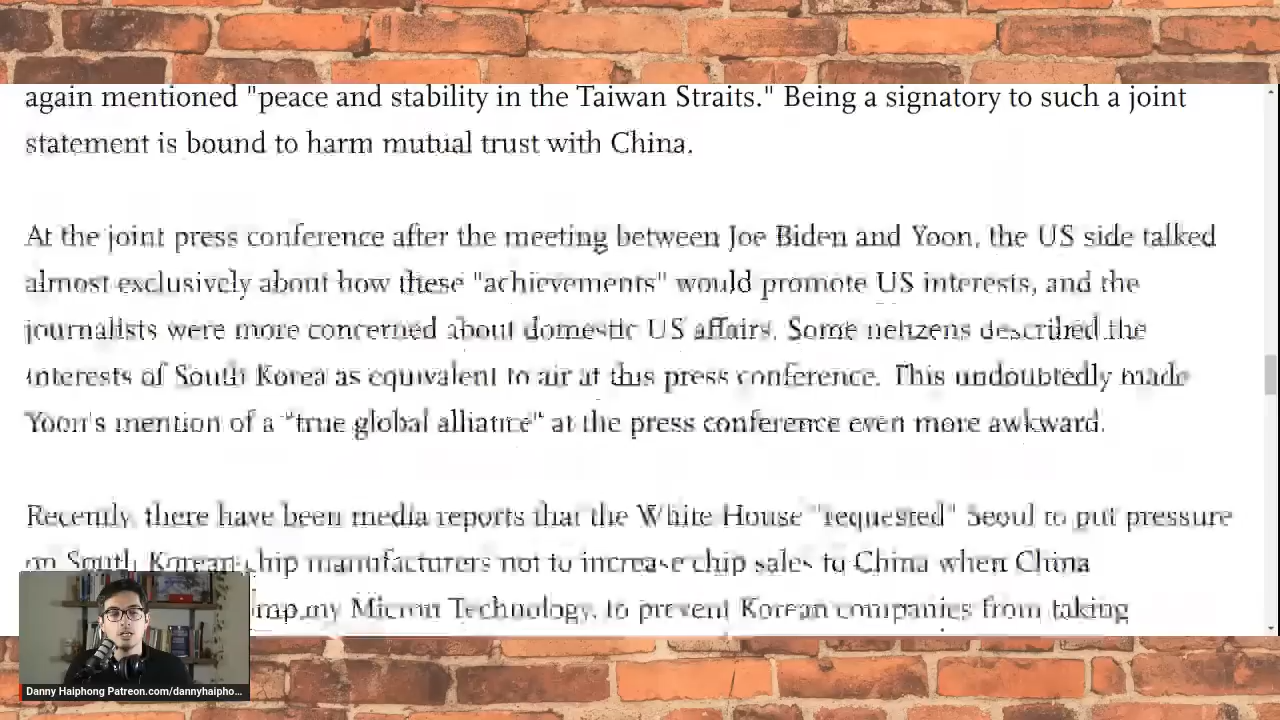 again mentioned "peace and stability in the Taiwan Straits." Being a signatory to such a joint
statement is bound to harm mutual trust with China.
At the joint press conference after the meeting between Joe Biden and Yoon, the US side talked
almost exclusively about how these "achievements" would promote US interests, and the
journalists were more concerned about domestic US affairs. Some netizens described the
interests of South Korea as equivalent to air at this press conference. This undoubtedly made
Yoon's mention of a "true global alliance" at the press conference even more awkward.
Recently, there have been media reports that the White House "requested" Seoul to put pressure
on South Korean chip manufacturers not to increase chip sales to China when China
Micron Technology, to prevent Korean companies from taking
Danny Haiphong Patreon.com/dannyhaipho...